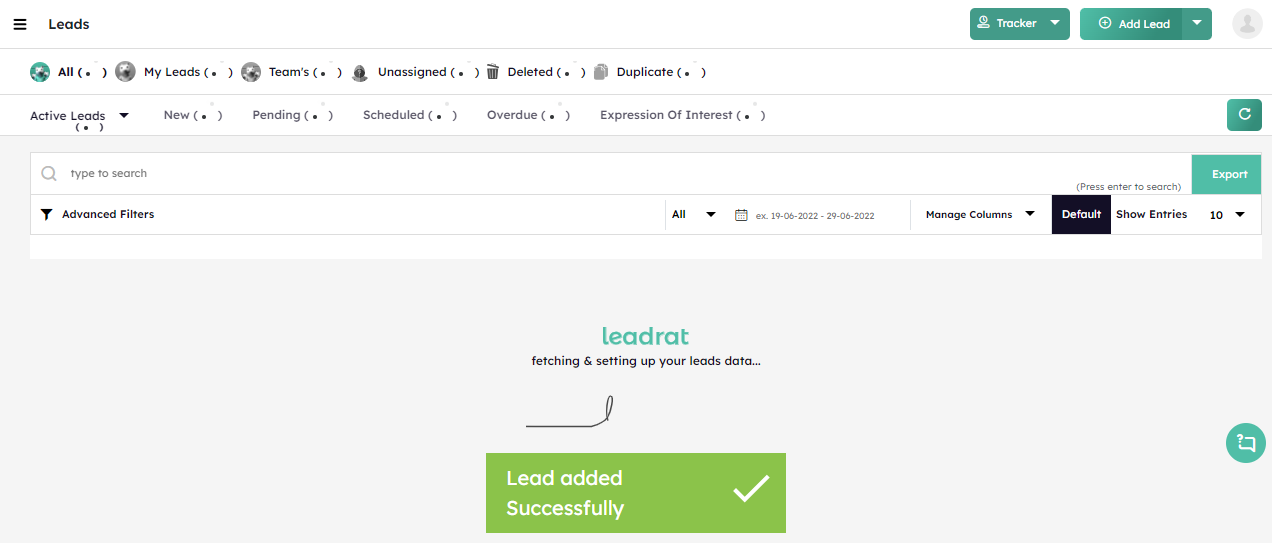 Leads
Tracker
Add Lead
All ( )
My Leads ( )
Team's ( )
Unassigned ( )
Deleted ( )
Duplicate ( )
Active Leads
( )
New ( )
Pending ( )
Scheduled ( )
Overdue ( )
Expression Of Interest ( )
type to search
(Press enter to search)
Export
Advanced Filters
All
ex. 19-06-2022 - 29-06-2022
Manage Columns
Default
Show Entries
10
leadrat
fetching & setting up your leads data...
Lead added
Successfully